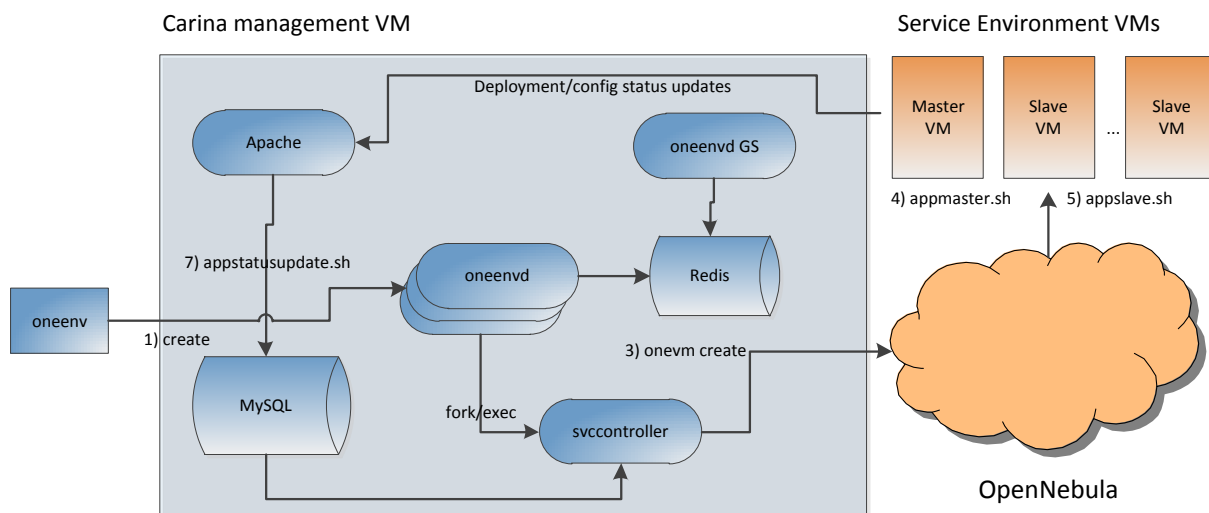 Carina management VM
Service Environment VMs
Deployment/config status updates
Master
VM
Slave
VM
...
Slave
VM
Apache
oneenvd GS
4) appmaster.sh
5) appslave.sh
7) appstatusupdate.sh
oneenvd
Redis
oneenv
1) create
3) onevm create
MySQL
fork/exec
svccontroller
OpenNebula